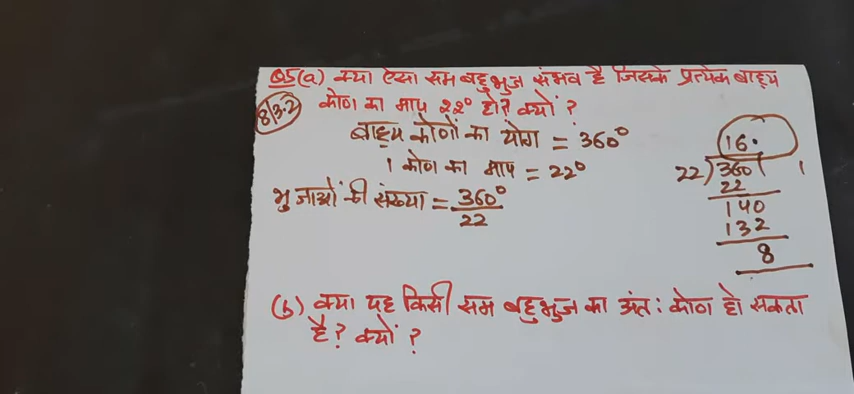 Q5(a) क्या ऐसा सम बहुभुज संभव है जिसके प्रत्येक बाह्य
8/3.2 कोण का माप २२° हो? क्यों ?
बाह्य कोणों का योग = 360°
1 कोण का माप = 22°
भुजाओं की संख्या = 360°/22
16.
22)360(
22
140
132
8
(b) क्या यह किसी सम बहुभुज का अंतः कोण हो सकता
है? क्यों ?